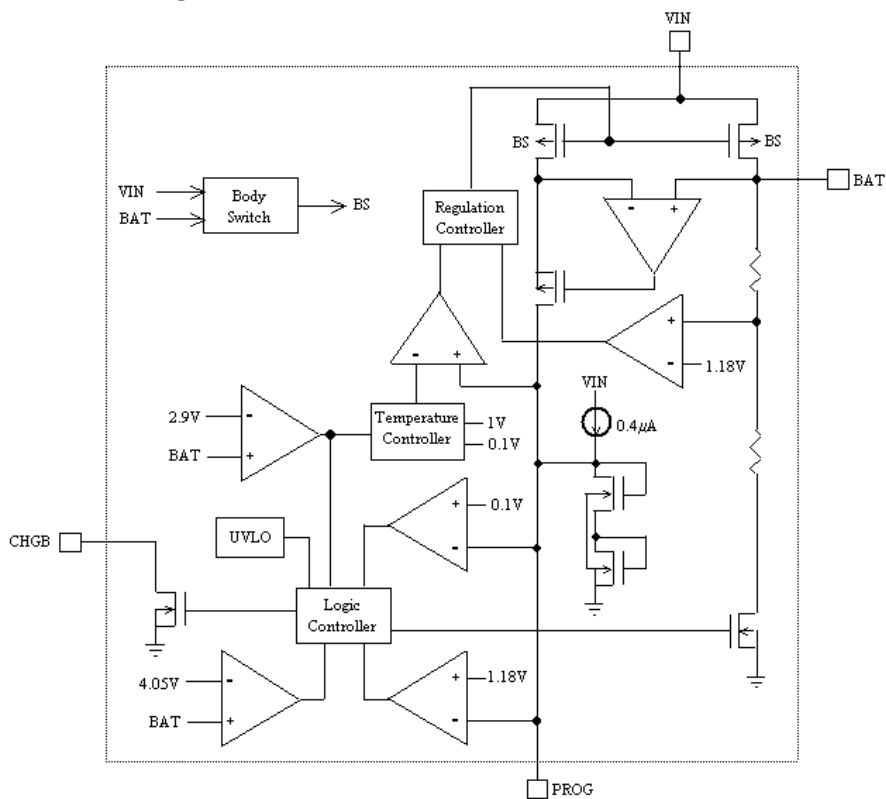 VIN
BS
BS
VIN
BAT
Body
Switch
BS
Regulation
Controller
-
+
BAT
+
-
1.18V
-
+
VIN
0.4µA
2.9V
-
BAT
+
Temperature
Controller
1V
0.1V
+
0.1V
-
CHGB
UVLO
Logic
Controller
4.05V
-
BAT
+
+
1.18V
-
PROG